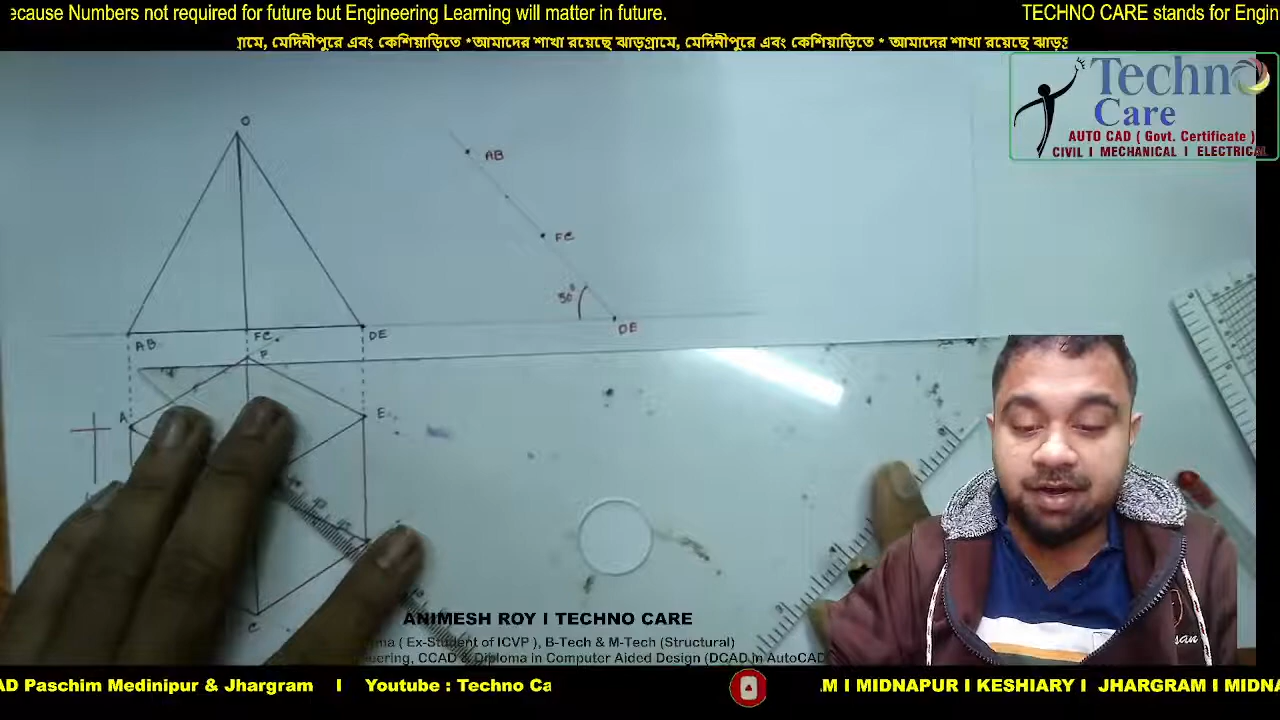 ecause Numbers not required for future but Engineering Learning will matter in future.
TECHNO CARE stands for Engin
গ্রামে, মেদিনীপুরে এবং কেশিয়াড়িতে *আমাদের শাখা রয়েছে ঝাড়গ্রামে, মেদিনীপুরে এবং কেশিয়াড়িতে * আমাদের শাখা রয়েছে ঝাড়গ্র
Techno
Care
AUTO CAD ( Govt. Certificate )
CIVIL I MECHANICAL I ELECTRICAL
O
AB
FC
30°
DE
AB
FC
DE
F
A
E
C
ANIMESH ROY I TECHNO CARE
ma ( Ex-Student of ICVP ), B-Tech & M-Tech (Structural)
eering, CCAD & Diploma in Computer Aided Design (DCAD in AutoCAD
AD Paschim Medinipur & Jhargram I Youtube : Techno Ca
M I MIDNAPUR I KESHIARY I JHARGRAM I MIDNA